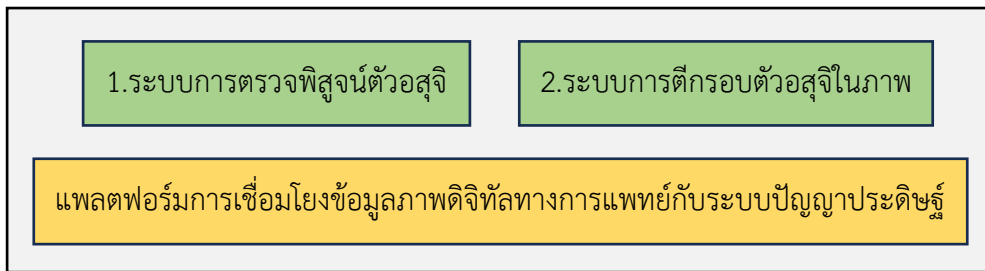 1.ระบบการตรวจพิสูจน์ตัวอสุจิ
2.ระบบการตีกรอบตัวอสุจิในภาพ
แพลตฟอร์มการเชื่อมโยงข้อมูลภาพดิจิทัลทางการแพทย์กับระบบปัญญาประดิษฐ์